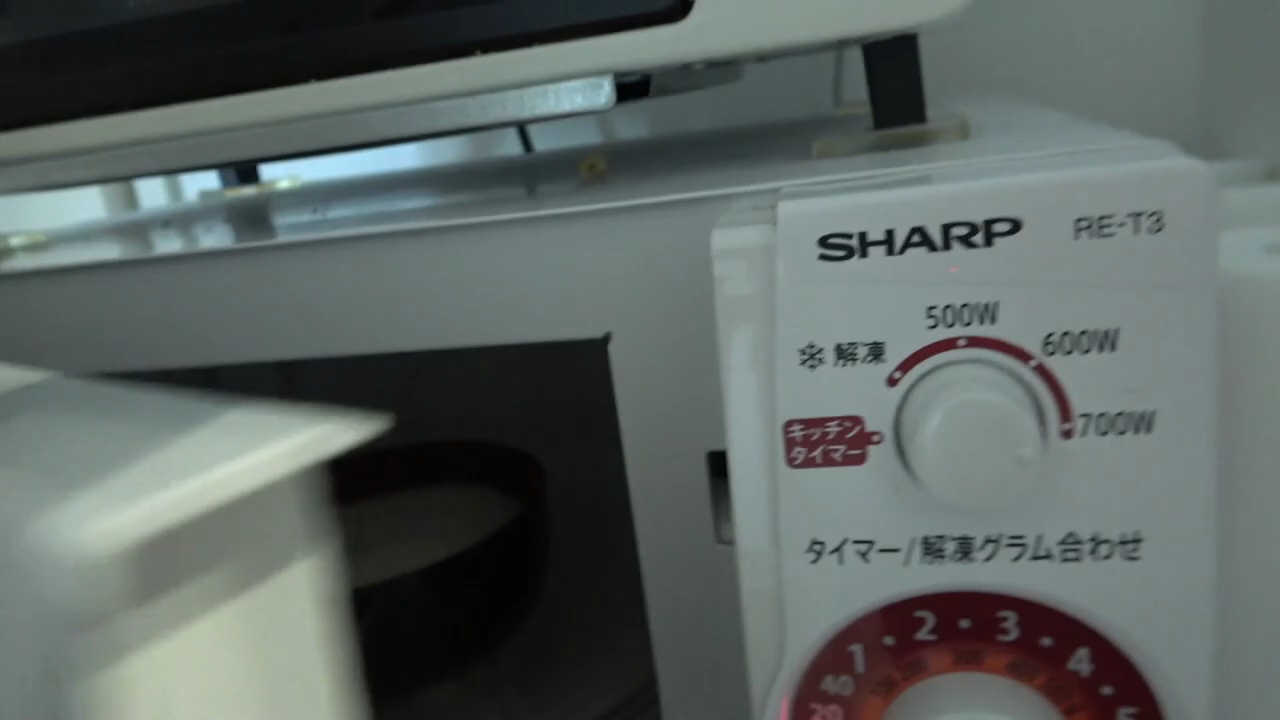 SHARP RE-T3
500W
解凍 600W
キッチン
タイマー
700W
タイマー/解凍グラム合わせ
1・2・3・4・5
40
20